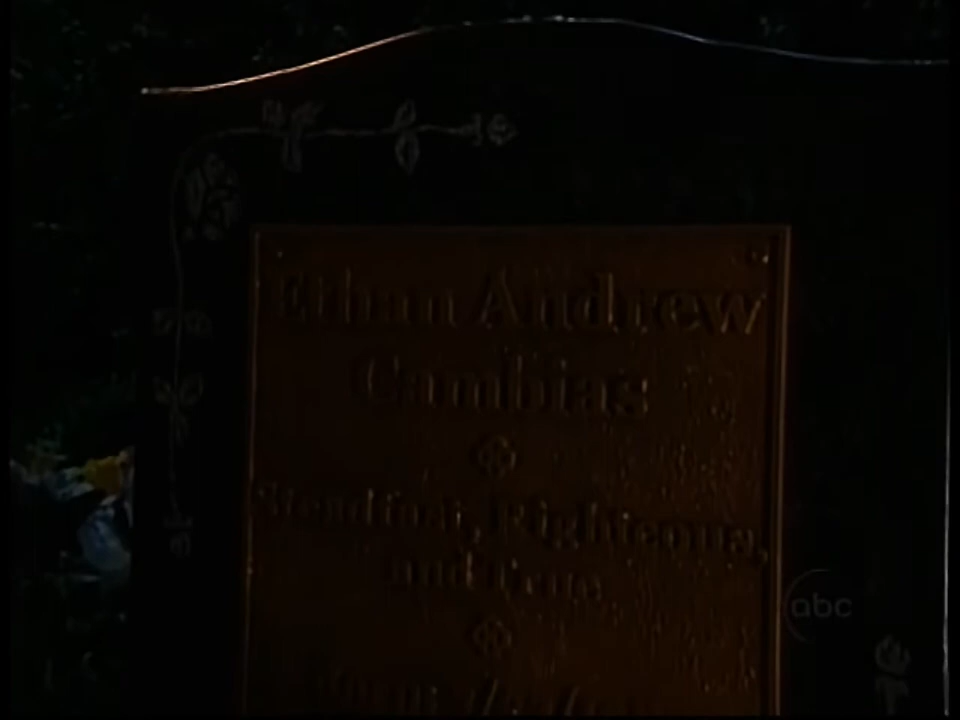 Ethan Andrew
Cambias
Steadfast, Righteous,
and True
abc